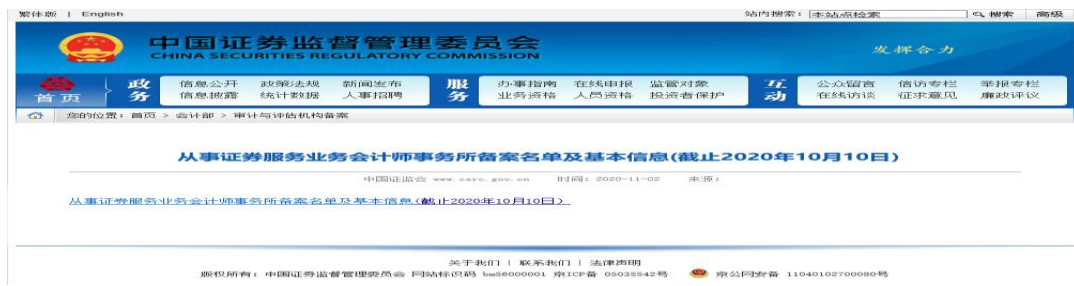 繁体版 | English 站内搜索: 本站点检索 搜索 高级
中国证券监督管理委员会
CHINA SECURITIES REGULATORY COMMISSION
发挥合力
首页 政务 信息公开 政策法规 新闻发布 服务 办事指南 在线申报 监管对象 互动 公众留言 信访专栏 举报专栏
信息披露 统计数据 人事招聘 业务资格 人员资格 投资者保护 在线访谈 征求意见 廉政评议
您的位置: 首页 > 会计部 > 审计与评估机构备案
从事证券服务业务会计师事务所备案名单及基本信息(截止2020年10月10日)
中国证监会 www.csrc.gov.cn 时间: 2020-11-02 来源:
从事证券服务业务会计师事务所备案名单及基本信息(截止2020年10月10日)
关于我们 | 联系我们 | 法律声明
版权所有: 中国证券监督管理委员会 网站标识码 bm56000001 京ICP备 05035542号 京公网安备 11040102700080号